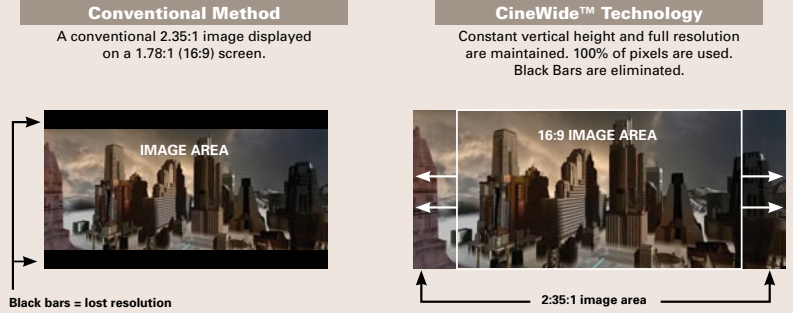 Conventional Method
A conventional 2.35:1 image displayed
on a 1.78:1 (16:9) screen.
IMAGE AREA
Black bars = lost resolution
CineWide™ Technology
Constant vertical height and full resolution
are maintained. 100% of pixels are used.
Black Bars are eliminated.
16:9 IMAGE AREA
2:35:1 image area